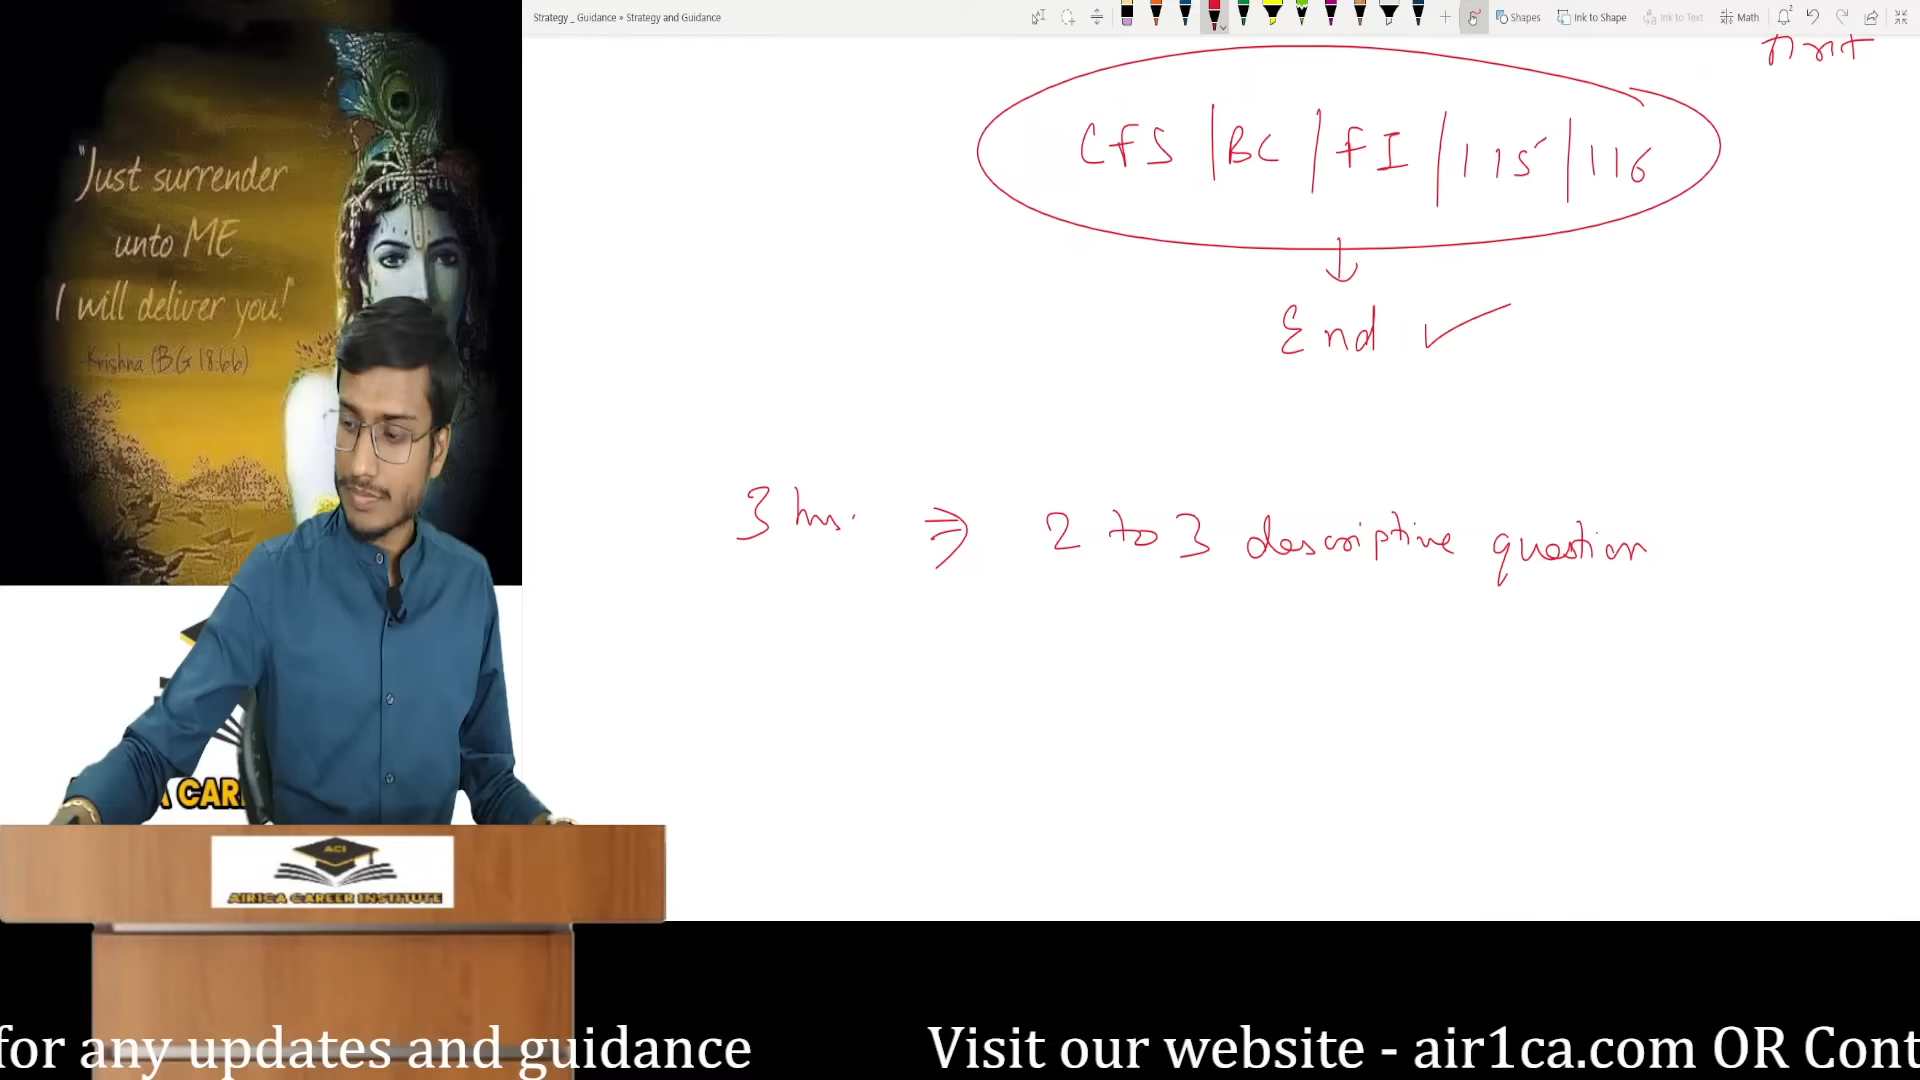 Strategy _ Guidance » Strategy and Guidance
Shapes
Ink to Shape
Ink to Text
Math
"Just surrender
unto ME
I will deliver you!"
-Krishna (B.G 18:66)
CFS | BC | FI | 115 | 116
End ✓
3 hrs. ⇒ 2 to 3 descriptive question
A CAR
ACI
AIR1CA CAREER INSTITUTE
for any updates and guidance Visit our website - air1ca.com OR Cont